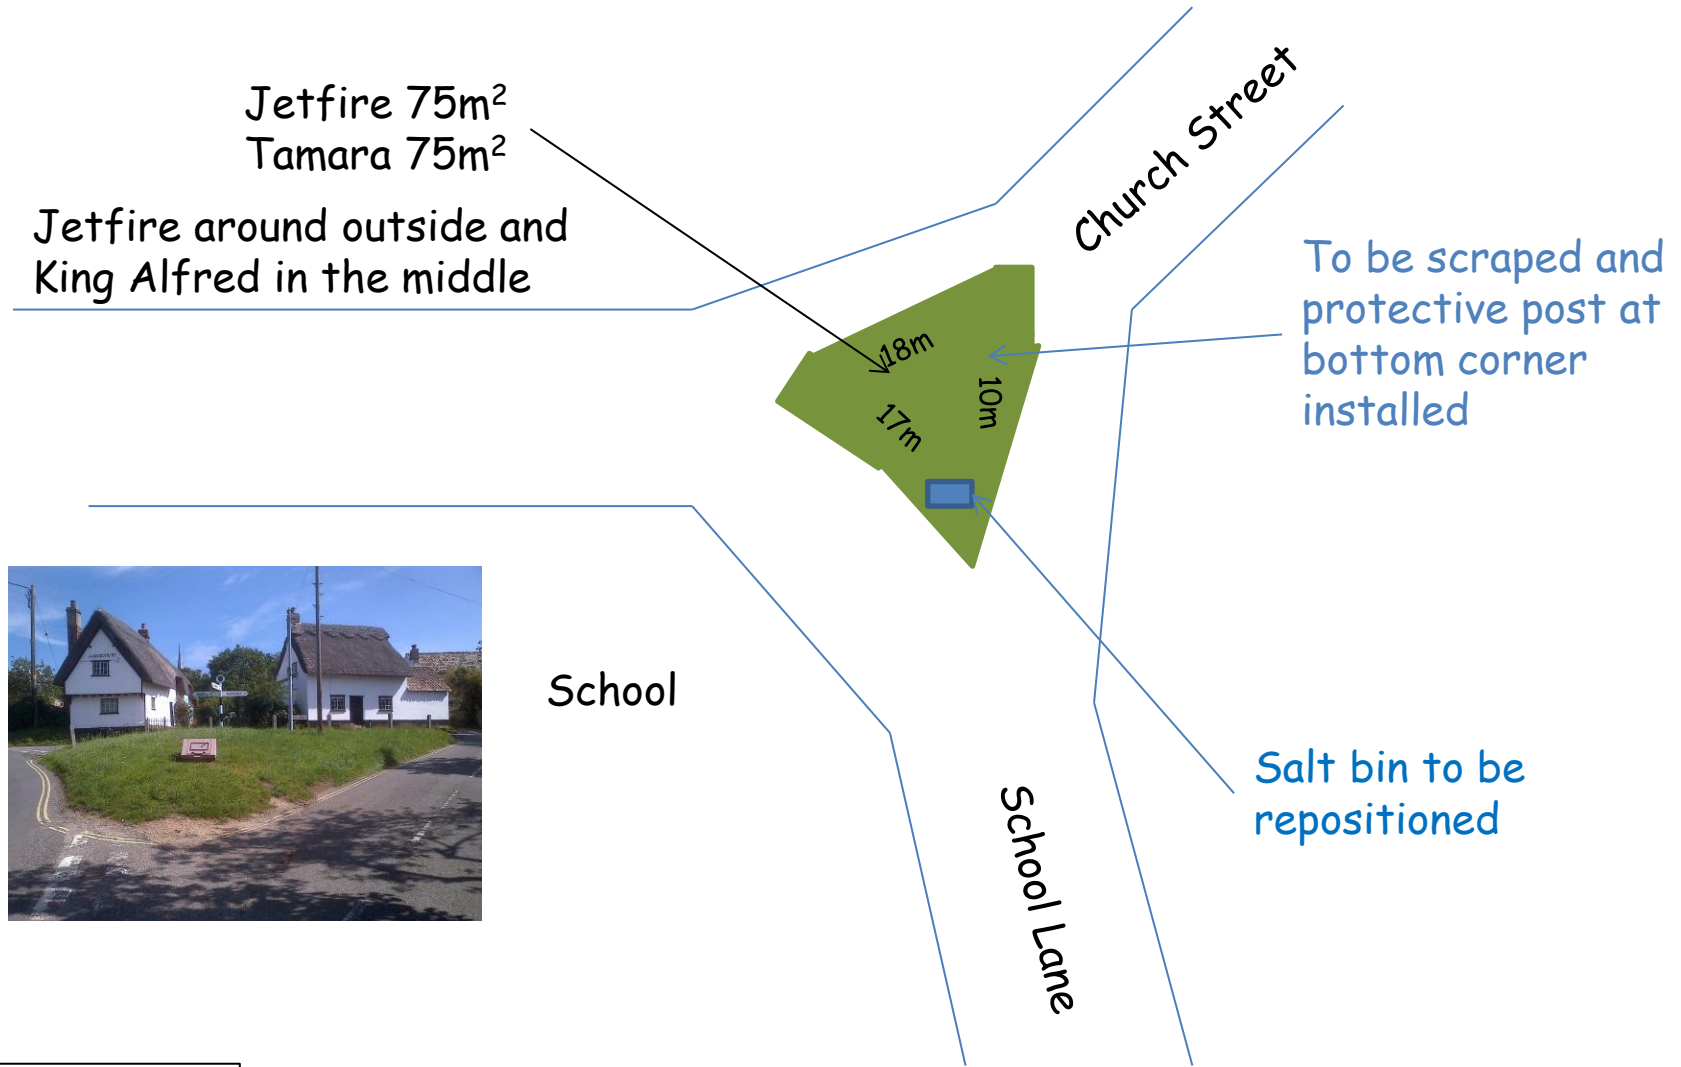 Jetfire 75m²
Tamara 75m²
Jetfire around outside and
King Alfred in the middle
Church Street
To be scraped and
protective post at
bottom corner
installed
18m
10m
17m
School
Salt bin to be
repositioned
School Lane